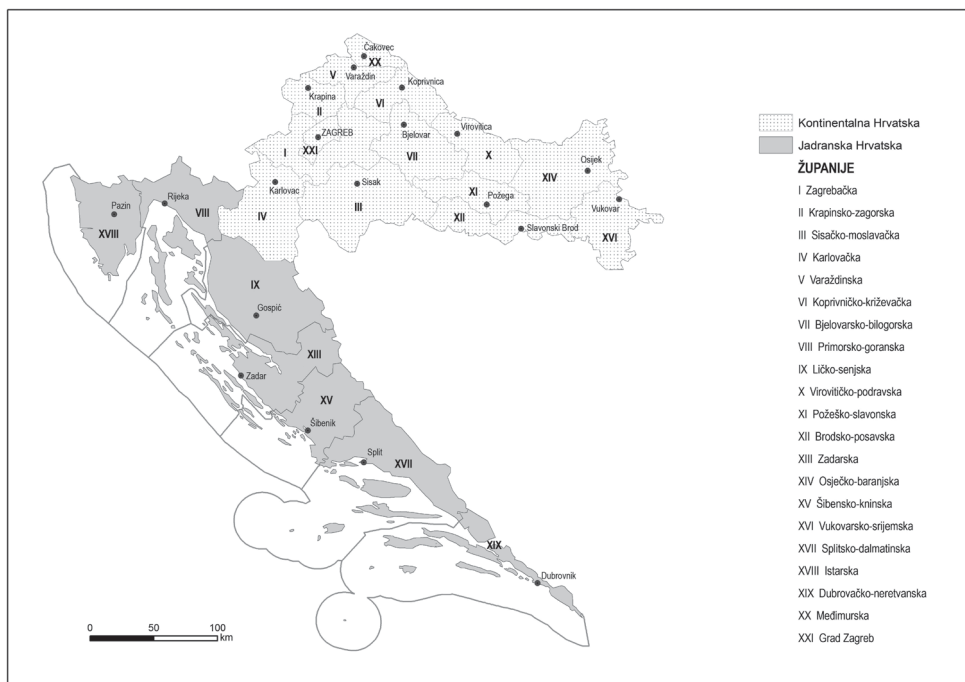 Čakovec
XX
V
Varaždin
Koprivnica
Krapina
VI
II
ZAGREB
Bjelovar
Virovitica
XXI
I
VII
X
Osijek
XIV
Karlovac
Sisak
XI
Požega
Vukovar
III
IV
XII
Slavonski Brod
XVI
Rijeka
Pazin
VIII
XVIII
IX
Gospić
XIII
Zadar
XV
Šibenik
Split
XVII
XIX
Dubrovnik
0 50 100
km
Kontinentalna Hrvatska
Jadranska Hrvatska
ŽUPANIJE
I Zagrebačka
II Krapinsko-zagorska
III Sisačko-moslavačka
IV Karlovačka
V Varaždinska
VI Koprivničko-križevačka
VII Bjelovarsko-bilogorska
VIII Primorsko-goranska
IX Ličko-senjska
X Virovitičko-podravska
XI Požeško-slavonska
XII Brodsko-posavska
XIII Zadarska
XIV Osječko-baranjska
XV Šibensko-kninska
XVI Vukovarsko-srijemska
XVII Splitsko-dalmatinska
XVIII Istarska
XIX Dubrovačko-neretvanska
XX Međimurska
XXI Grad Zagreb